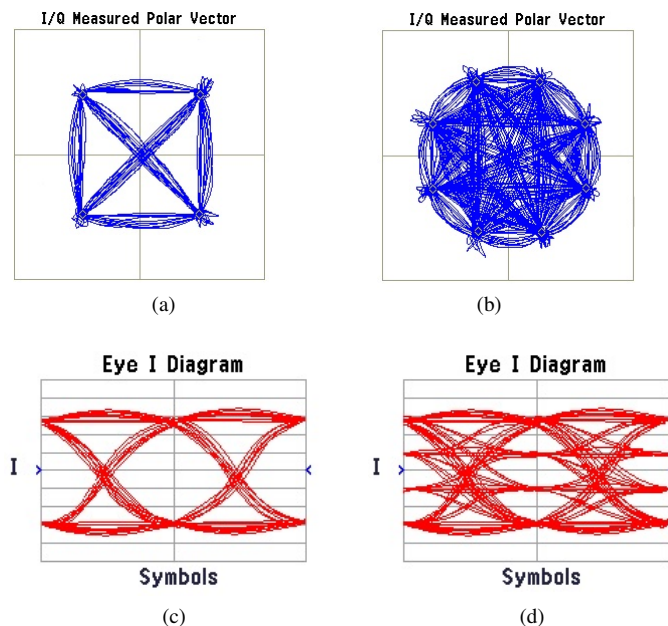 I/Q Measured Polar Vector
I/Q Measured Polar Vector
(a)
(b)
Eye I Diagram
Eye I Diagram
I
I
Symbols
Symbols
(c)
(d)